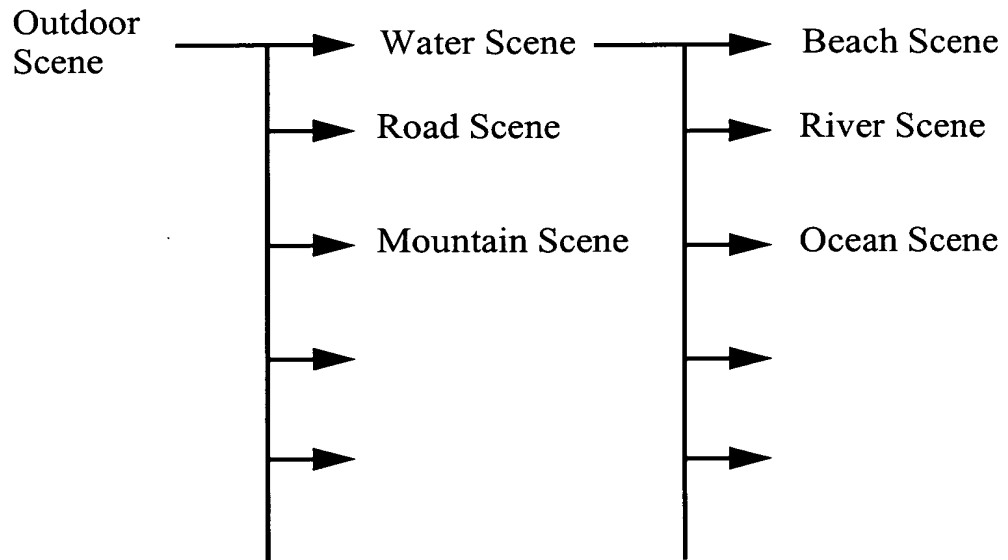 Outdoor
Scene
Water Scene
Beach Scene
Road Scene
River Scene
Mountain Scene
Ocean Scene